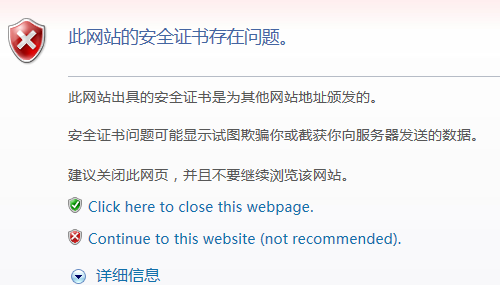 此网站的安全证书存在问题。
此网站出具的安全证书是为其他网站地址颁发的。
安全证书问题可能显示试图欺骗你或截获你向服务器发送的数据。
建议关闭此网页，并且不要继续浏览该网站。
Click here to close this webpage.
Continue to this website (not recommended).
详细信息